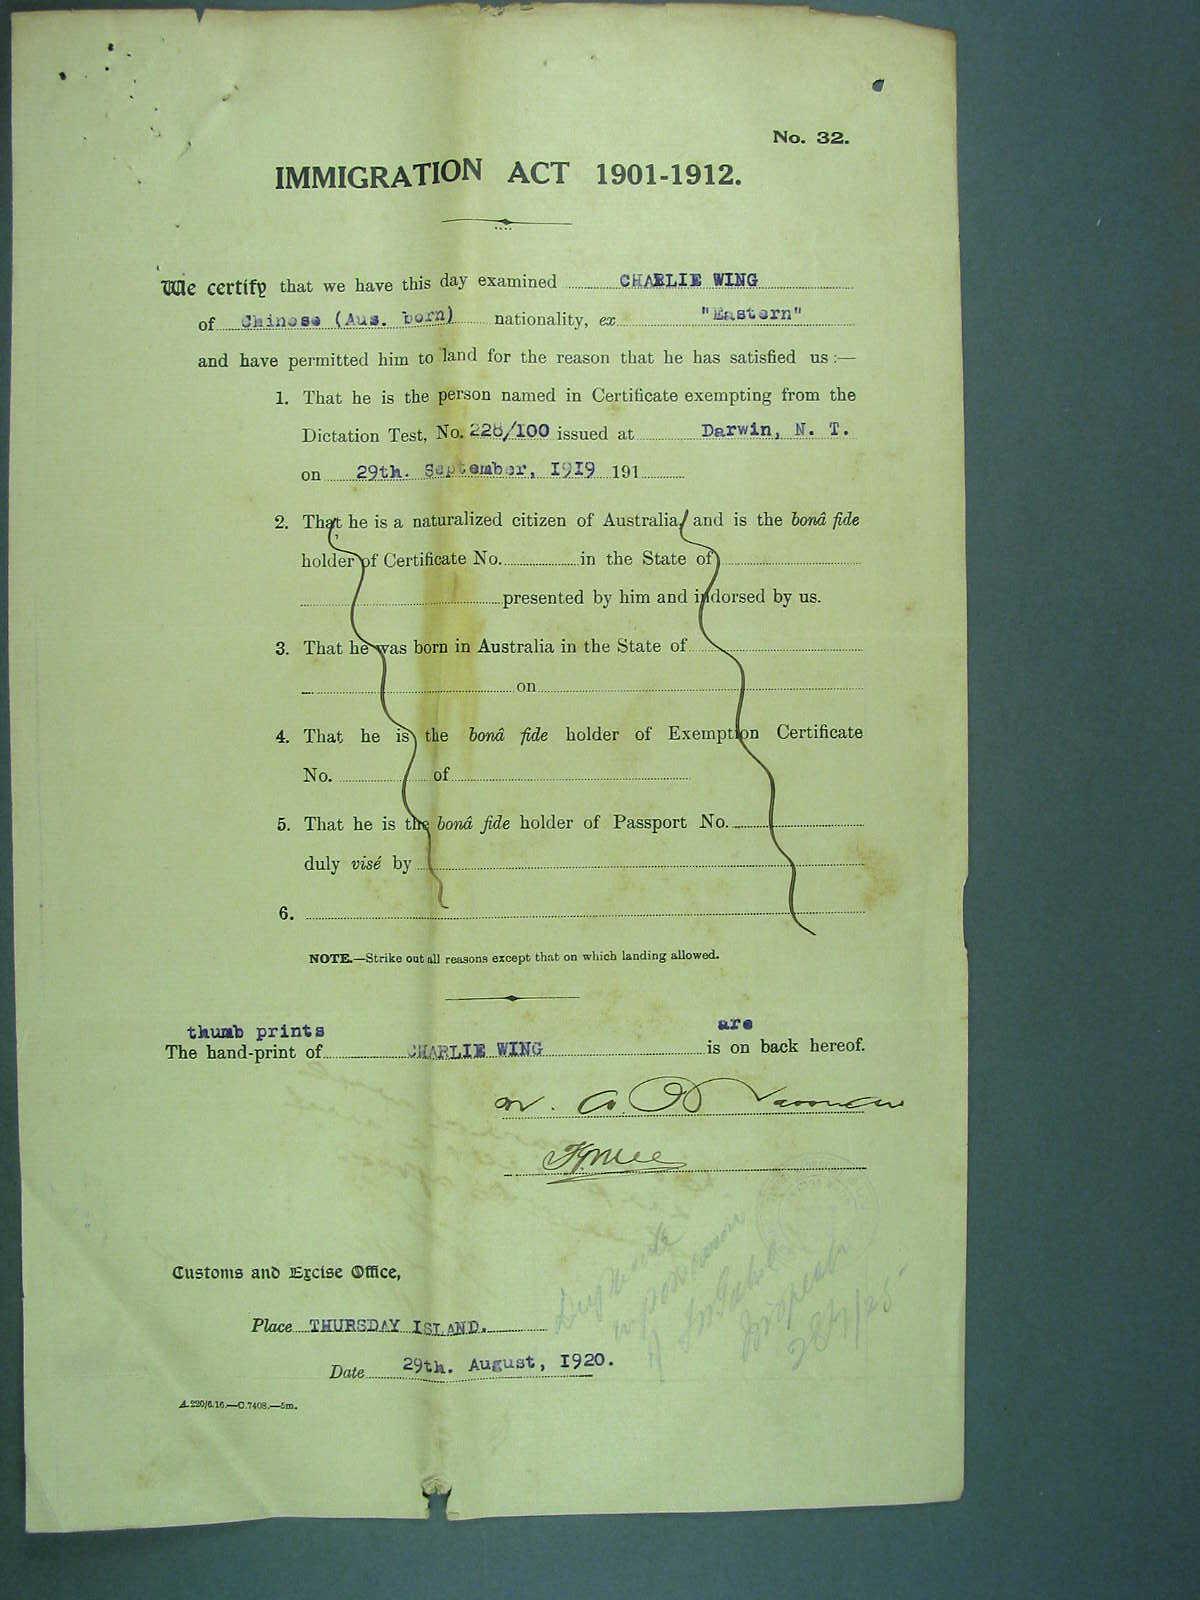 No. 32.
IMMIGRATION ACT 1901-1912.
We certify that we have this day examined CHARLIE WING
of Chinese (Aus. born) nationality, ex "Eastern"
and have permitted him to land for the reason that he has satisfied us :—
1. That he is the person named in Certificate exempting from the
Dictation Test, No. 228/100 issued at Darwin, N. T.
on 29th. September, 1919 191
2. That he is a naturalized citizen of Australia, and is the bonâ fide
holder of Certificate No. in the State of
presented by him and indorsed by us.
3. That he was born in Australia in the State of
on
4. That he is the bonâ fide holder of Exemption Certificate
No. of
5. That he is the bonâ fide holder of Passport No.
duly visé by
6.
NOTE.—Strike out all reasons except that on which landing allowed.
thumb prints are
The hand-print of CHARLIE WING is on back hereof.
Customs and Excise Office,
Place THURSDAY ISLAND.
Date 29th. August, 1920.
A.220/6.16.—C.7408.—5m.